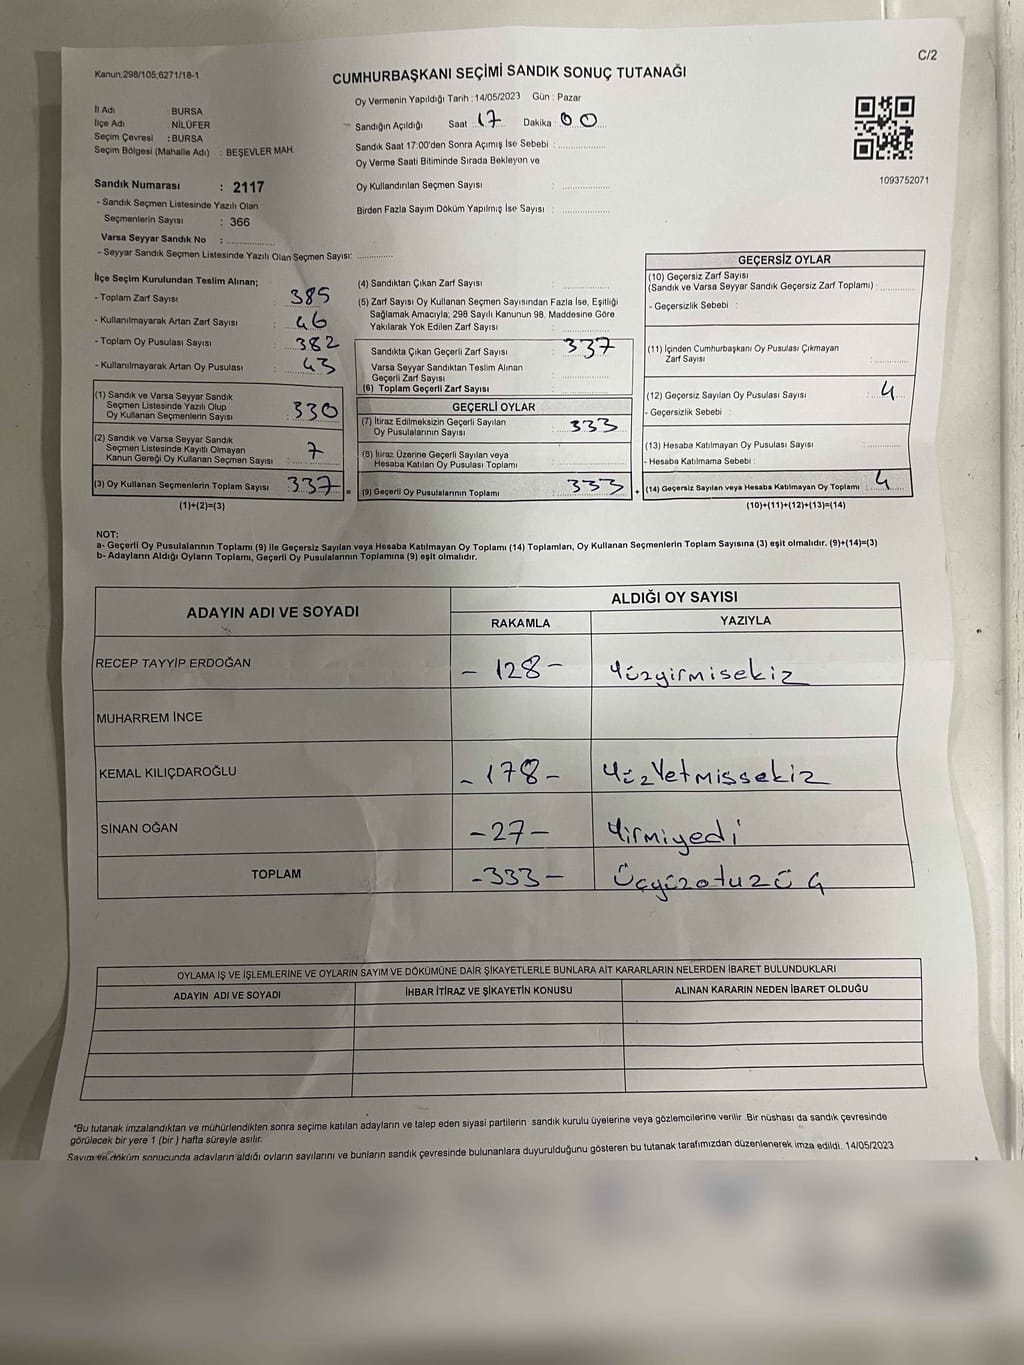 Kanun;298/105;6271/18-1
C/2
CUMHURBAŞKANI SEÇİMİ SANDIK SONUÇ TUTANAĞI
Oy Vermenin Yapıldığı Tarih : 14/05/2023 Gün : Pazar
İl Adı : BURSA
İlçe Adı : NİLÜFER
Seçim Çevresi : BURSA
Seçim Bölgesi (Mahalle Adı) : BEŞEVLER MAH.
Sandığın Açıldığı Saat : 17 Dakika : 00
Sandık Saat 17:00'den Sonra Açımış İse Sebebi :
Oy Verme Saati Bitiminde Sırada Bekleyon ve
Oy Kullandırılan Seçmen Sayısı :
Birden Fazla Sayım Döküm Yapılmış İse Sayısı :
1093752071
Sandık Numarası : 2117
- Sandık Seçmen Listesinde Yazılı Olan
Seçmenlerin Sayısı : 366
Varsa Seyyar Sandık No :
- Seyyar Sandık Seçmen Listesinde Yazılı Olan Seçmen Sayısı:
İlçe Seçim Kurulundan Teslim Alınan;
- Toplam Zarf Sayısı : 385
- Kullanılmayarak Artan Zarf Sayısı : 46
- Toplam Oy Pusulası Sayısı : 382
- Kullanılmayarak Artan Oy Pusulası : 43
(1) Sandık ve Varsa Seyyar Sandık
Seçmen Listesinde Yazılı Olup
Oy Kullanan Seçmenlerin Sayısı : 330
(2) Sandık ve Varsa Seyyar Sandık
Seçmen Listesinde Kayıtlı Olmayan
Kanun Gereği Oy Kullanan Seçmen Sayısı : 7
(3) Oy Kullanan Seçmenlerin Toplam Sayısı : 337 =
(1)+(2)=(3)
(4) Sandıktan Çıkan Zarf Sayısı :
(5) Zarf Sayısı Oy Kullanan Seçmen Sayısından Fazla İse, Eşitliği
Sağlamak Amacıyla; 298 Sayılı Kanunun 98. Maddesine Göre
Yakılarak Yok Edilen Zarf Sayısı :
Sandıkta Çıkan Geçerli Zarf Sayısı : 337
Varsa Seyyar Sandıktan Teslim Alınan
Geçerli Zarf Sayısı :
(6) Toplam Geçerli Zarf Sayısı :
GEÇERLİ OYLAR
(7) İtiraz Edilmeksizin Geçerli Sayılan
Oy Pusulalarının Sayısı : 333
(8) İtiraz Üzerine Geçerli Sayılan veya
Hesaba Katılan Oy Pusulası Toplamı :
(9) Geçerli Oy Pusulalarının Toplamı : 333 +
GEÇERSİZ OYLAR
(10) Geçersiz Zarf Sayısı
(Sandık ve Varsa Seyyar Sandık Geçersiz Zarf Toplamı) :
- Geçersizlik Sebebi :
(11) İçinden Cumhurbaşkanı Oy Pusulası Çıkmayan
Zarf Sayısı :
(12) Geçersiz Sayılan Oy Pusulası Sayısı : 4
- Geçersizlik Sebebi :
(13) Hesaba Katılmayan Oy Pusulası Sayısı :
- Hesaba Katılmama Sebebi :
(14) Geçersiz Sayılan veya Hesaba Katılmayan Oy Toplamı : 4
(10)+(11)+(12)+(13)=(14)
NOT:
a- Geçerli Oy Pusulalarının Toplamı (9) ile Geçersiz Sayılan veya Hesaba Katılmayan Oy Toplamı (14) Toplamları, Oy Kullanan Seçmenlerin Toplam Sayısına (3) eşit olmalıdır. (9)+(14)=(3)
b- Adayların Aldığı Oyların Toplamı, Geçerli Oy Pusulalarının Toplamına (9) eşit olmalıdır.
ADAYIN ADI VE SOYADI
ALDIĞI OY SAYISI
RAKAMLA YAZIYLA
RECEP TAYYİP ERDOĞAN - 128 - Yüzyirmisekiz
MUHARREM İNCE
KEMAL KILIÇDAROĞLU - 178 - YüzYetmişsekiz
SİNAN OĞAN - 27 - Yirmiyedi
TOPLAM - 333 - Üçyüzotuzüç
OYLAMA İŞ VE İŞLEMLERİNE VE OYLARIN SAYIM VE DÖKÜMÜNE DAİR ŞİKAYETLERLE BUNLARA AİT KARARLARIN NELERDEN İBARET BULUNDUKLARI
ADAYIN ADI VE SOYADI İHBAR İTİRAZ VE ŞİKAYETİN KONUSU ALINAN KARARIN NEDEN İBARET OLDUĞU
*Bu tutanak imzalandıktan ve mühürlendikten sonra seçime katılan adayların ve talep eden siyasi partilerin sandık kurulu üyelerine veya gözlemcilerine verilir .Bir nüshası da sandık çevresinde
görülecek bir yere 1 (bir ) hafta süreyle asılır.
Sayım ve döküm sonucunda adayların aldığı oyların sayılarını ve bunların sandık çevresinde bulunanlara duyurulduğunu gösteren bu tutanak tarafımızdan düzenlenerek imza edildi. 14/05/2023